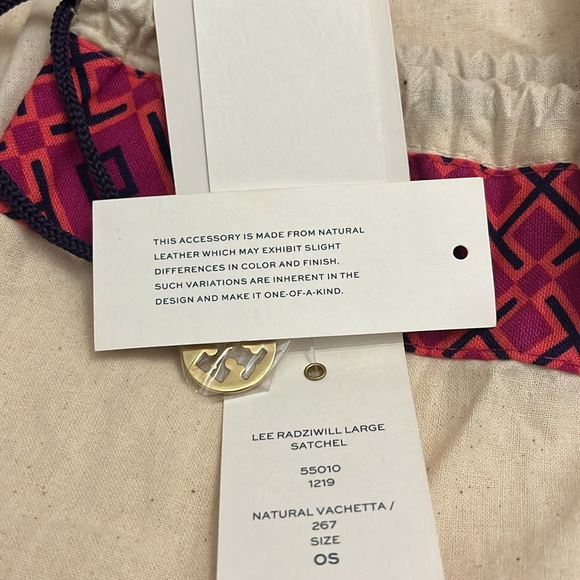 THIS ACCESSORY IS MADE FROM NATURAL
LEATHER WHICH MAY EXHIBIT SLIGHT
DIFFERENCES IN COLOR AND FINISH.
SUCH VARIATIONS ARE INHERENT IN THE
DESIGN AND MAKE IT ONE-OF-A-KIND.
LEE RADZIWILL LARGE
SATCHEL
55010
1219
NATURAL VACHETTA /
267
SIZE
OS